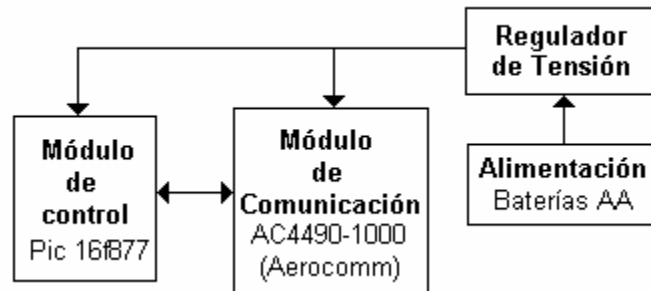 Regulador
de Tensión
Módulo
de
control
Pic 16f877
Módulo
de
Comunicación
AC4490-1000
(Aerocomm)
Alimentación
Baterías AA